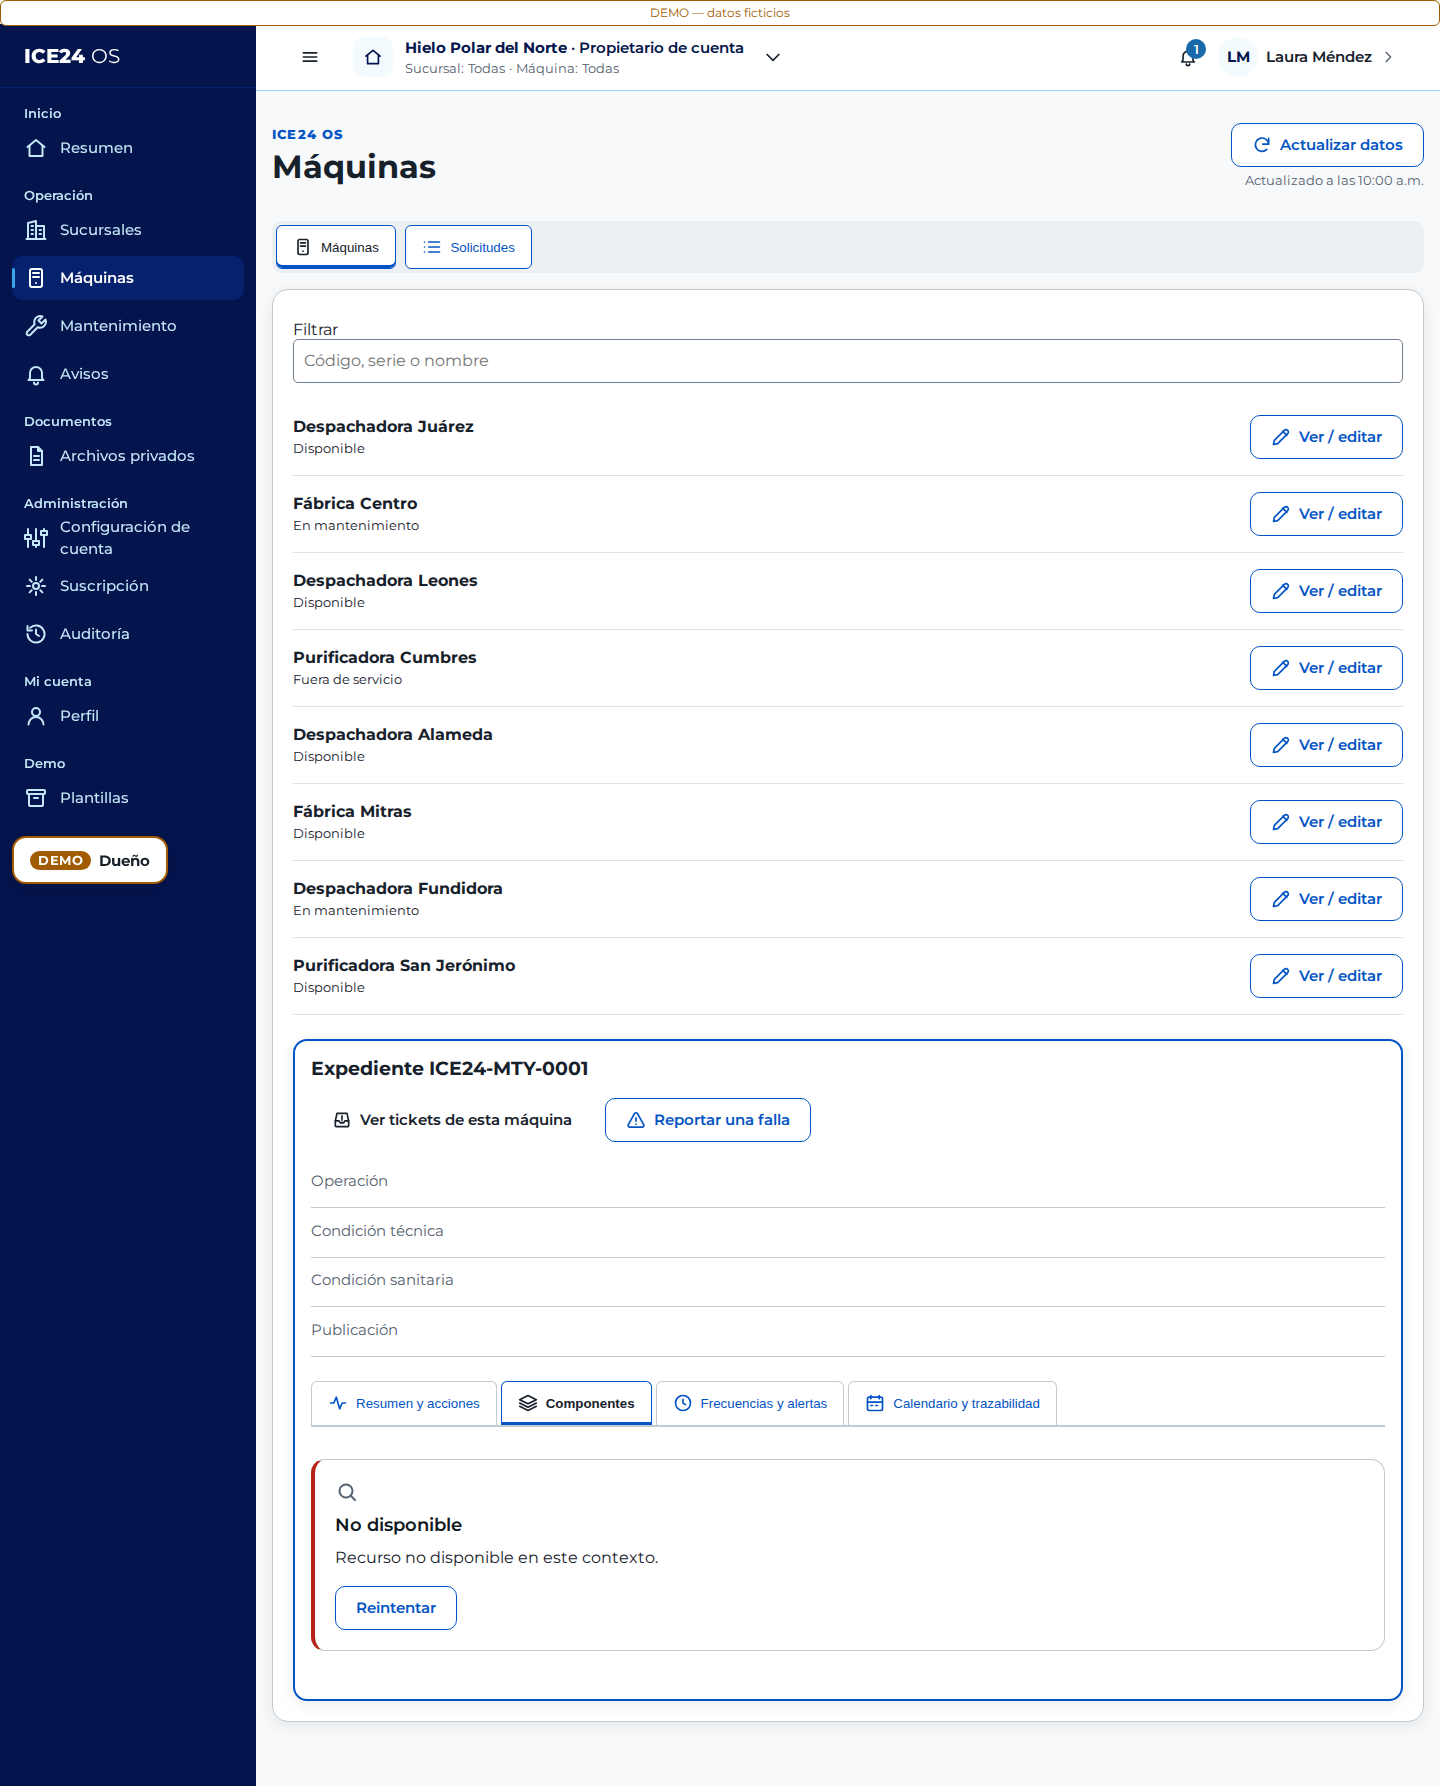 DEMO — datos ficticios
ICE24 OS
Inicio
Resumen
Operación
Sucursales
Máquinas
Mantenimiento
Avisos
Documentos
Archivos privados
Administración
Configuración de
cuenta
Suscripción
Auditoría
Mi cuenta
Perfil
Demo
Plantillas
DEMO Dueño
Hielo Polar del Norte · Propietario de cuenta
Sucursal: Todas · Máquina: Todas
1
LM Laura Méndez
ICE24 OS
Máquinas
Actualizar datos
Actualizado a las 10:00 a.m.
Máquinas
Solicitudes
Filtrar
Código, serie o nombre
Despachadora Juárez
Disponible
Ver / editar
Fábrica Centro
En mantenimiento
Ver / editar
Despachadora Leones
Disponible
Ver / editar
Purificadora Cumbres
Fuera de servicio
Ver / editar
Despachadora Alameda
Disponible
Ver / editar
Fábrica Mitras
Disponible
Ver / editar
Despachadora Fundidora
En mantenimiento
Ver / editar
Purificadora San Jerónimo
Disponible
Ver / editar
Expediente ICE24-MTY-0001
Ver tickets de esta máquina
Reportar una falla
Operación
Condición técnica
Condición sanitaria
Publicación
Resumen y acciones
Componentes
Frecuencias y alertas
Calendario y trazabilidad
No disponible
Recurso no disponible en este contexto.
Reintentar